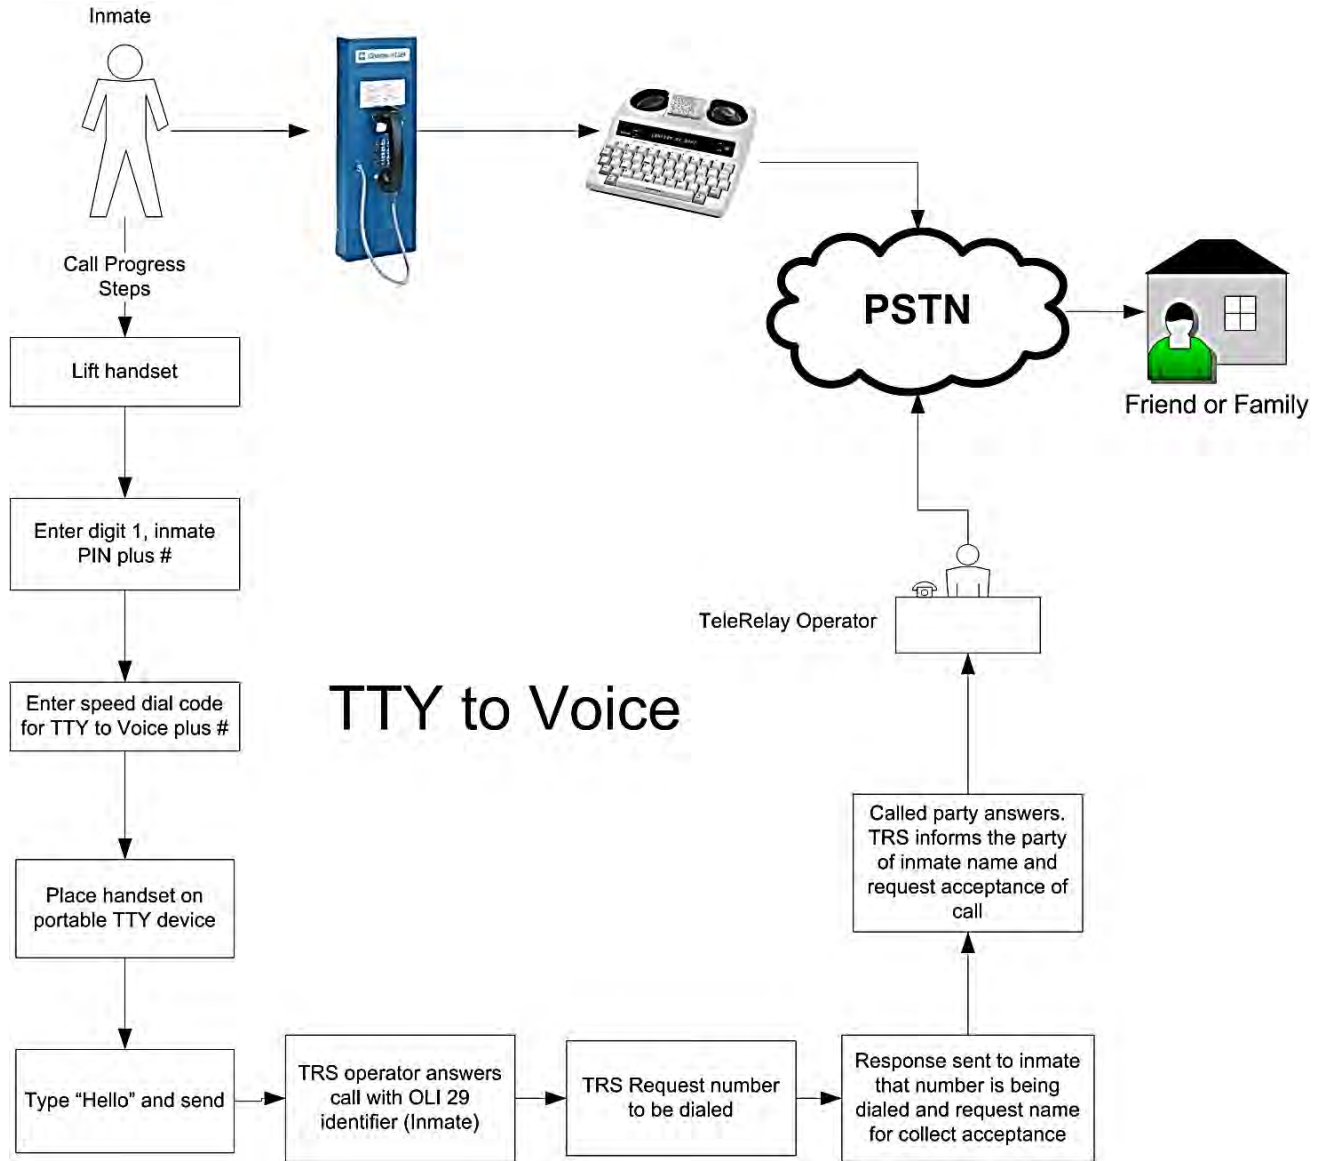 Inmate
Call Progress
Steps
Lift handset
Enter digit 1, inmate
PIN plus #
Enter speed dial code
for TTY to Voice plus #
Place handset on
portable TTY device
Type “Hello” and send
TRS operator answers
call with OLI 29
identifier (Inmate)
TRS Request number
to be dialed
Response sent to inmate
that number is being
dialed and request name
for collect acceptance
Called party answers.
TRS informs the party
of inmate name and
request acceptance of
call
TeleRelay Operator
PSTN
Friend or Family
TTY to Voice